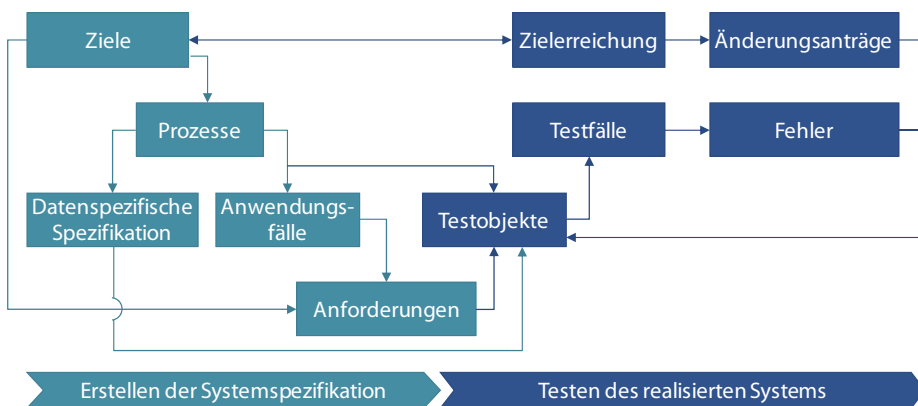 Ziele
Zielerreichung
Änderungsanträge
Prozesse
Testfälle
Fehler
Datenspezifische
Spezifikation
Anwendungs-
fälle
Testobjekte
Anforderungen
Erstellen der Systemspezifikation
Testen des realisierten Systems